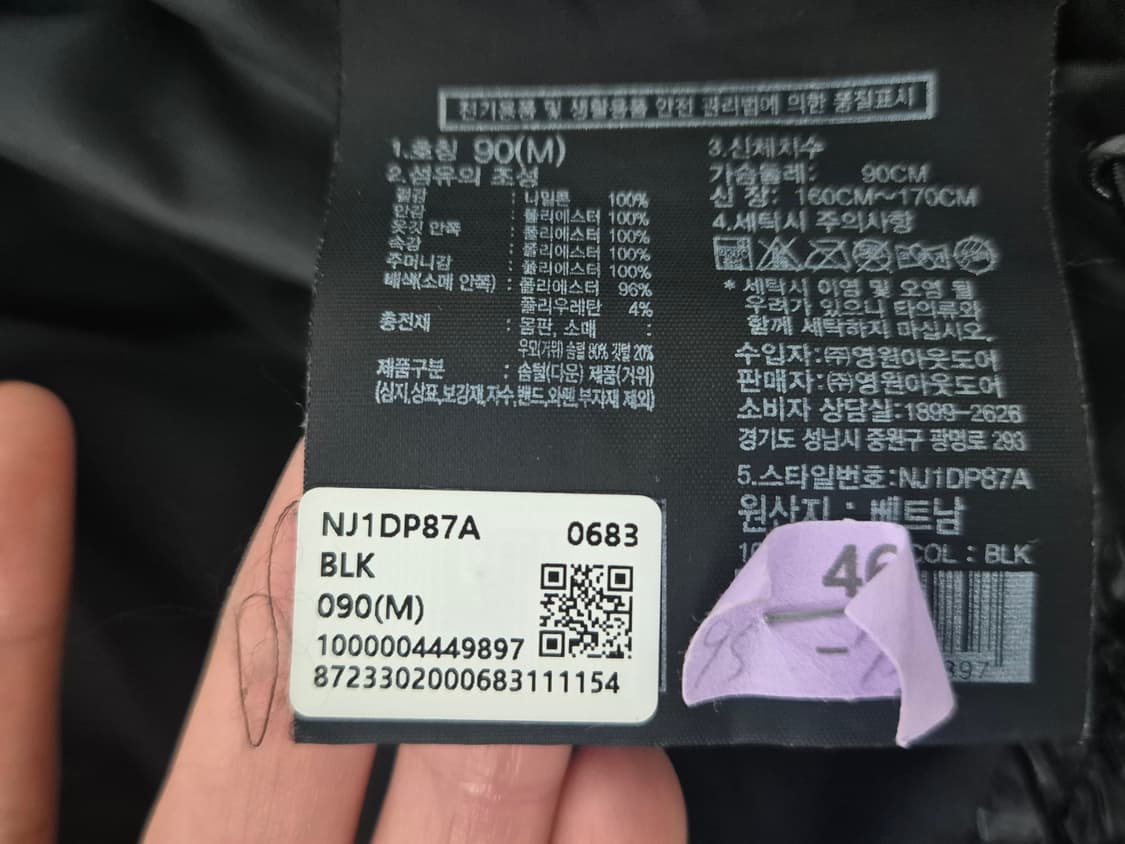 전기용품 및 생활용품 안전 관리법에 의한 품질표시
1.호칭 90(M)
2.섬유의 조성
겉감 : 나일론 100%
안감 : 폴리에스터 100%
옷깃 안쪽 : 폴리에스터 100%
속감 : 폴리에스터 100%
주머니감 : 폴리에스터 100%
배색(소매 안쪽) : 폴리에스터 96%
폴리우레탄 4%
충전재 : 몸판, 소매 :
우모(거위) 솜털 80% 깃털 20%
제품구분 : 솜털(다운) 제품(거위)
(심지,상표,보강재,자수,밴드,와펜,부자재 제외)
3.신체치수
가슴둘레: 90CM
신 장: 160CM~170CM
4.세탁시 주의사항
* 세탁시 이염 및 오염 될
우려가 있으니 타의류와
함께 세탁하지 마십시오.
수입자:㈜영원아웃도어
판매자:㈜영원아웃도어
소비자 상담실:1899-2626
경기도 성남시 중원구 광명로 293
5.스타일번호:NJ1DP87A
원산지 : 베트남
COL : BLK
397
46
95
NJ1DP87A 0683
BLK
090(M)
1000004449897
8723302000683111154